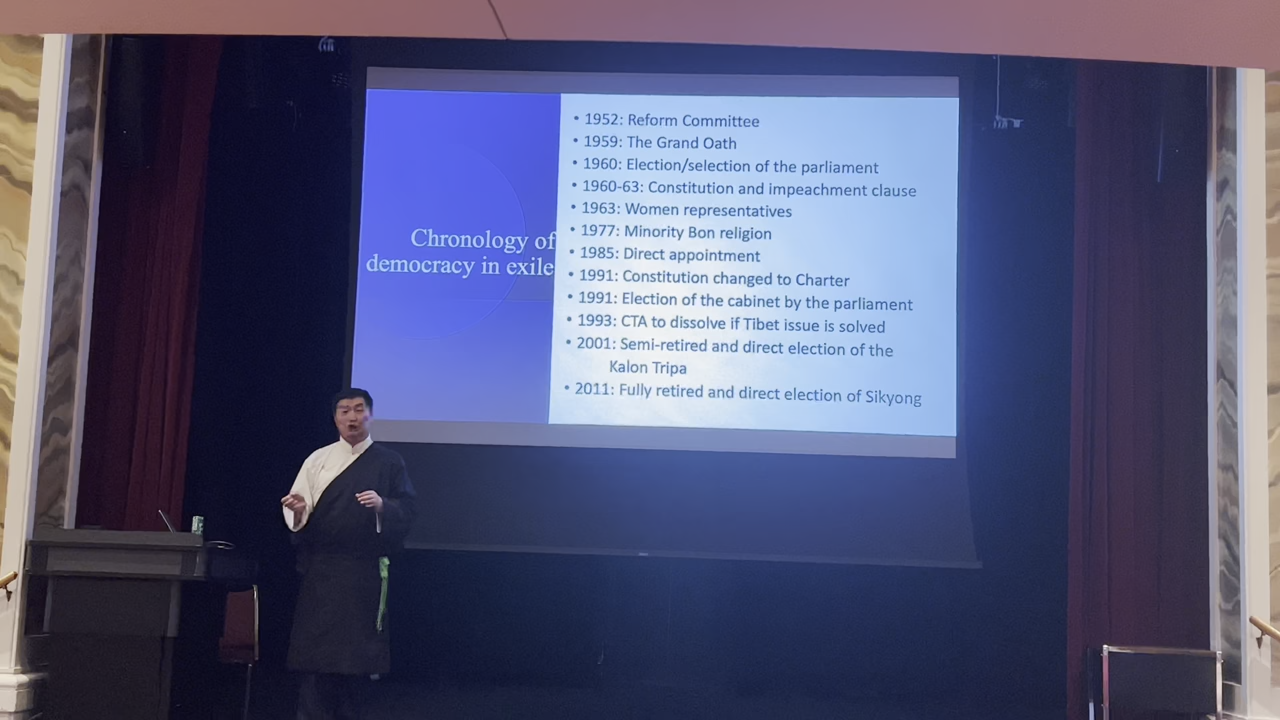 Chronology of
democracy in exile
• 1952: Reform Committee
• 1959: The Grand Oath
• 1960: Election/selection of the parliament
• 1960-63: Constitution and impeachment clause
• 1963: Women representatives
• 1977: Minority Bon religion
• 1985: Direct appointment
• 1991: Constitution changed to Charter
• 1991: Election of the cabinet by the parliament
• 1993: CTA to dissolve if Tibet issue is solved
• 2001: Semi-retired and direct election of the
Kalon Tripa
• 2011: Fully retired and direct election of Sikyong